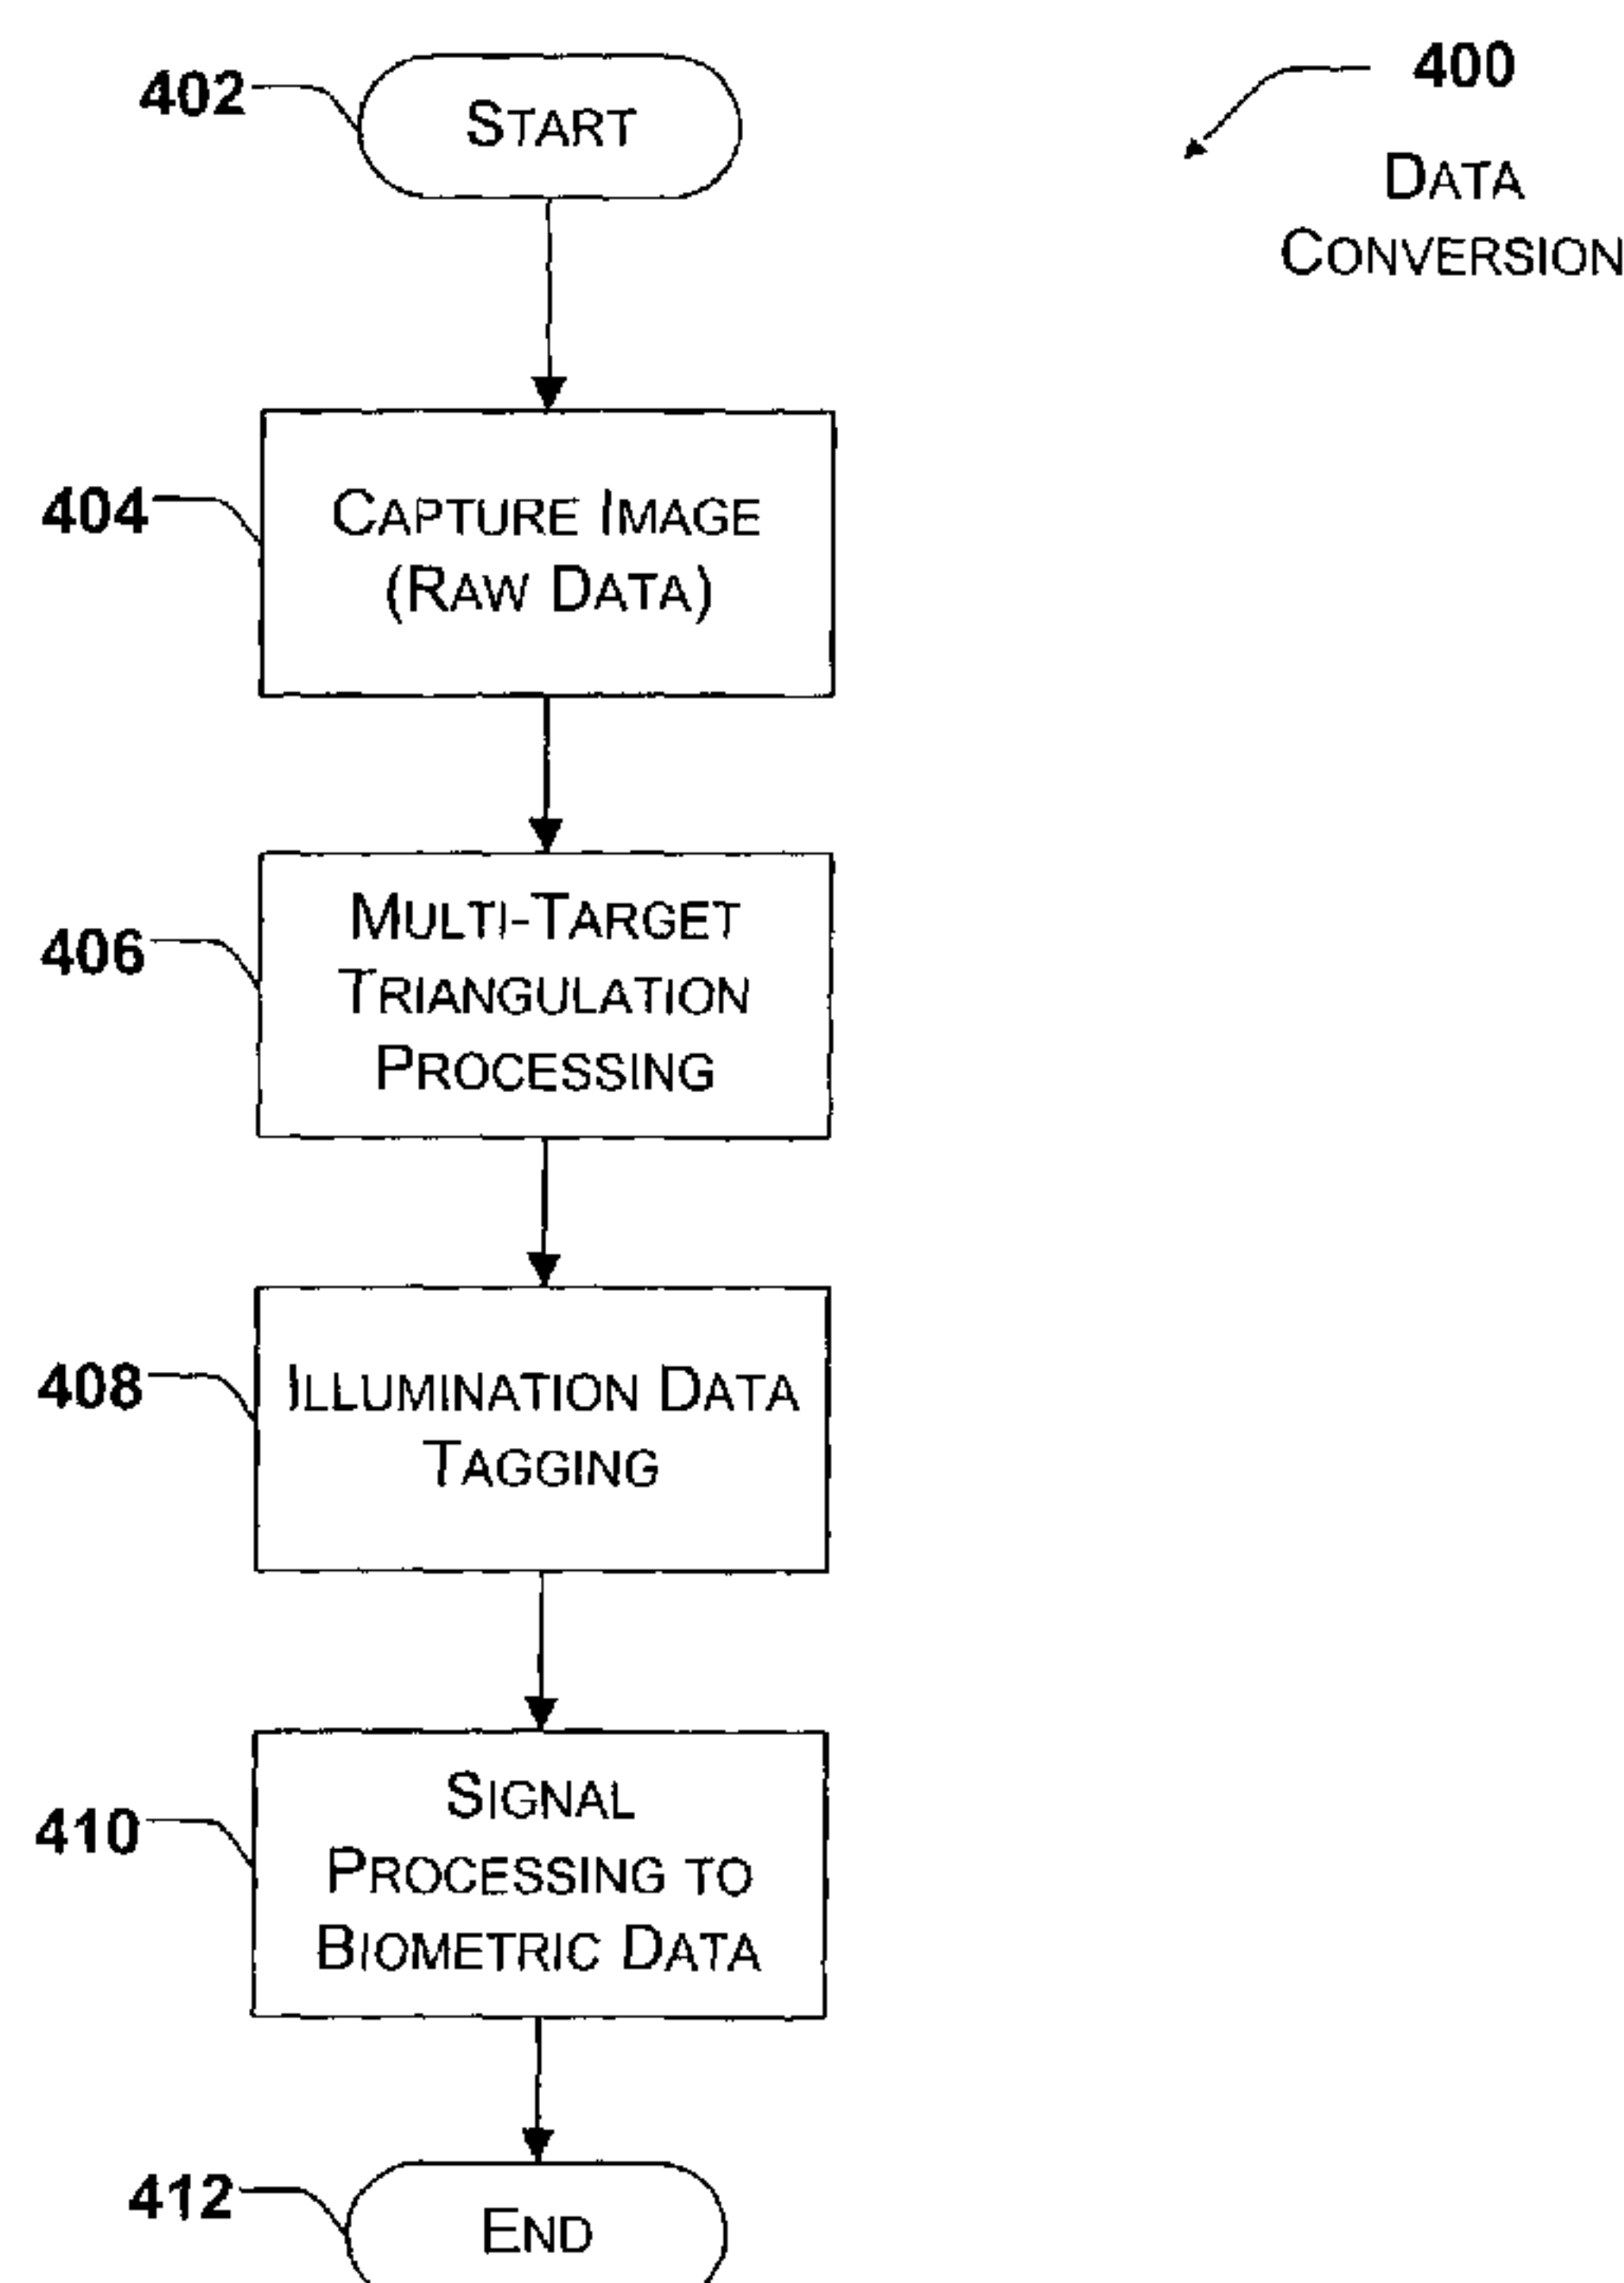 402
START
400
DATA
CONVERSION
404
CAPTURE IMAGE
(RAW DATA)
406
MULTI-TARGET
TRIANGULATION
PROCESSING
408
ILLUMINATION DATA
TAGGING
410
SIGNAL
PROCESSING TO
BIOMETRIC DATA
412
END